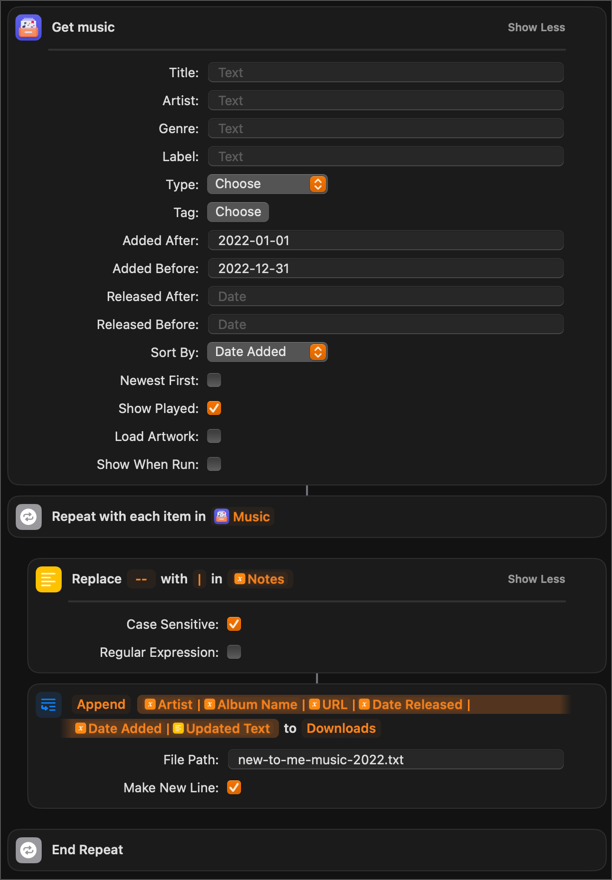 Get music Show Less
Title: Text
Artist: Text
Genre: Text
Label: Text
Type: Choose
Tag: Choose
Added After: 2022-01-01
Added Before: 2022-12-31
Released After: Date
Released Before: Date
Sort By: Date Added
Newest First:
Show Played:
Load Artwork:
Show When Run:
Repeat with each item in Music
Replace -- with | in Notes Show Less
Case Sensitive:
Regular Expression:
Append Artist | Album Name | URL | Date Released |
Date Added | Updated Text to Downloads
File Path: new-to-me-music-2022.txt
Make New Line:
End Repeat